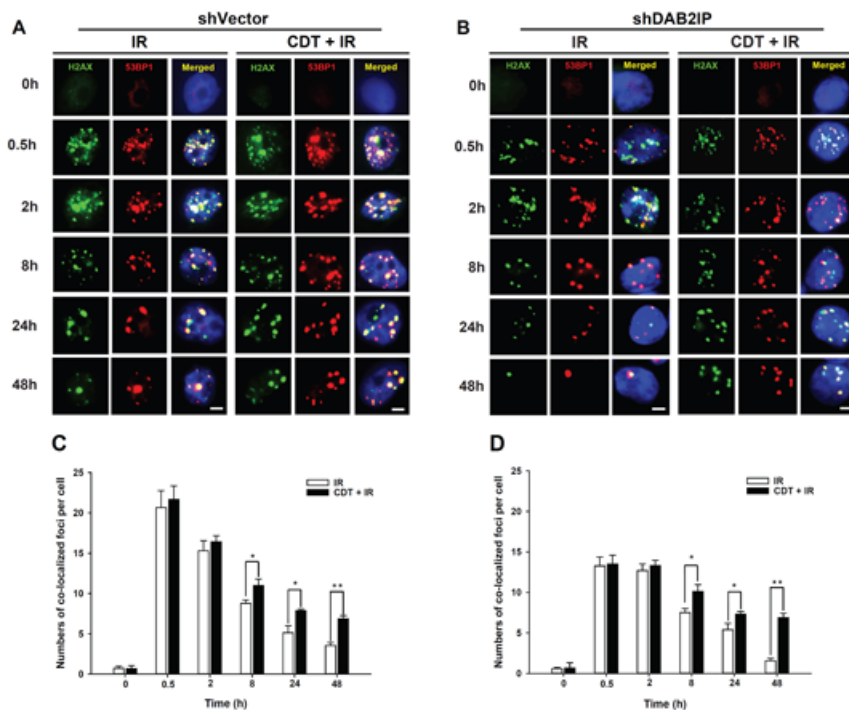 A
shVector
IR
CDT + IR
H2AX 53BP1 Merged H2AX 53BP1 Merged
0h
0.5h
2h
8h
24h
48h
B
shDAB2IP
IR
CDT + IR
H2AX 53BP1 Merged H2AX 53BP1 Merged
0h
0.5h
2h
8h
24h
48h
C
Numbers of co-localized foci per cell
25
20
15
10
5
0
IR
CDT + IR
* * **
0 0.5 2 8 24 48
Time (h)
D
Numbers of co-localized foci per cell
25
20
15
10
5
0
IR
CDT + IR
* * **
0 0.5 2 8 24 48
Time (h)